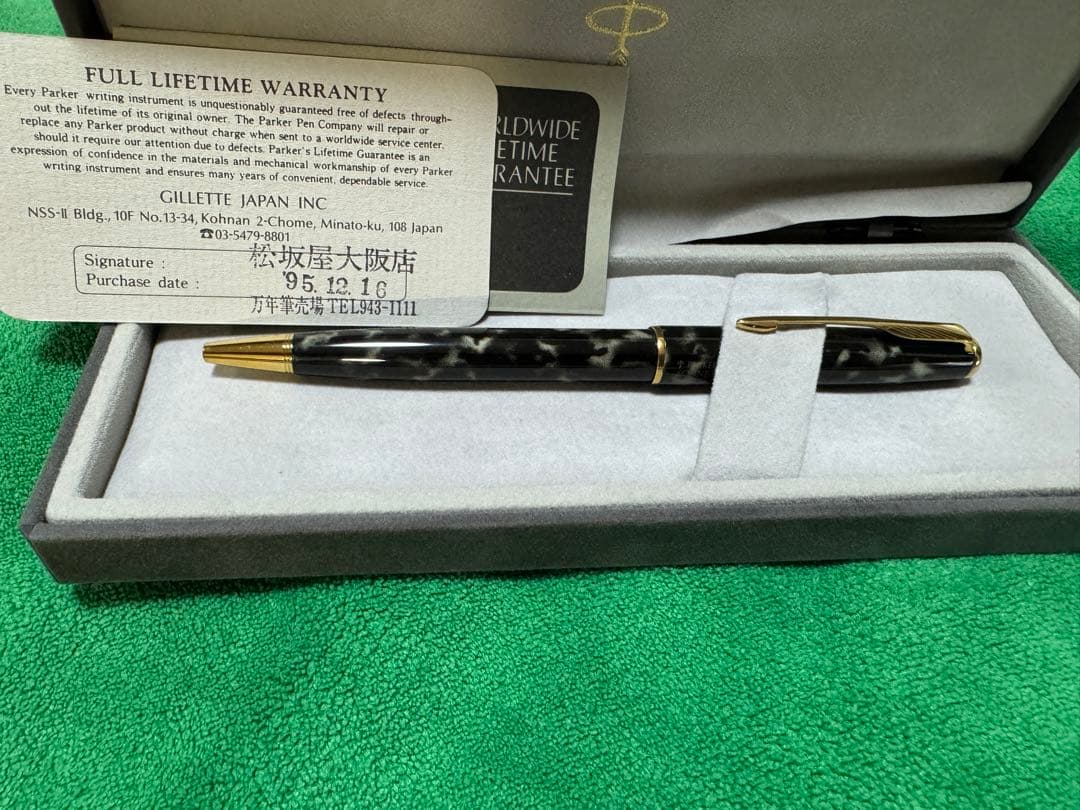 FULL LIFETIME WARRANTY
Every Parker writing instrument is unquestionably guaranteed free of defects through-
out the lifetime of its original owner. The Parker Pen Company will repair or
replace any Parker product without charge when sent to a worldwide service center,
should it require our attention due to defects. Parker's Lifetime Guarantee is an
expression of confidence in the materials and mechanical workmanship of every Parker
writing instrument and ensures many years of convenient, dependable service.
GILLETTE JAPAN INC
NSS-II Bldg., 10F No.13-34, Kohnan 2-Chome, Minato-ku, 108 Japan
☎03-5479-8801
Signature :
松坂屋大阪店
Purchase date :
'95.12.16
万年筆売場 TEL943-1111
RLDWIDE
ETIME
RANTEE